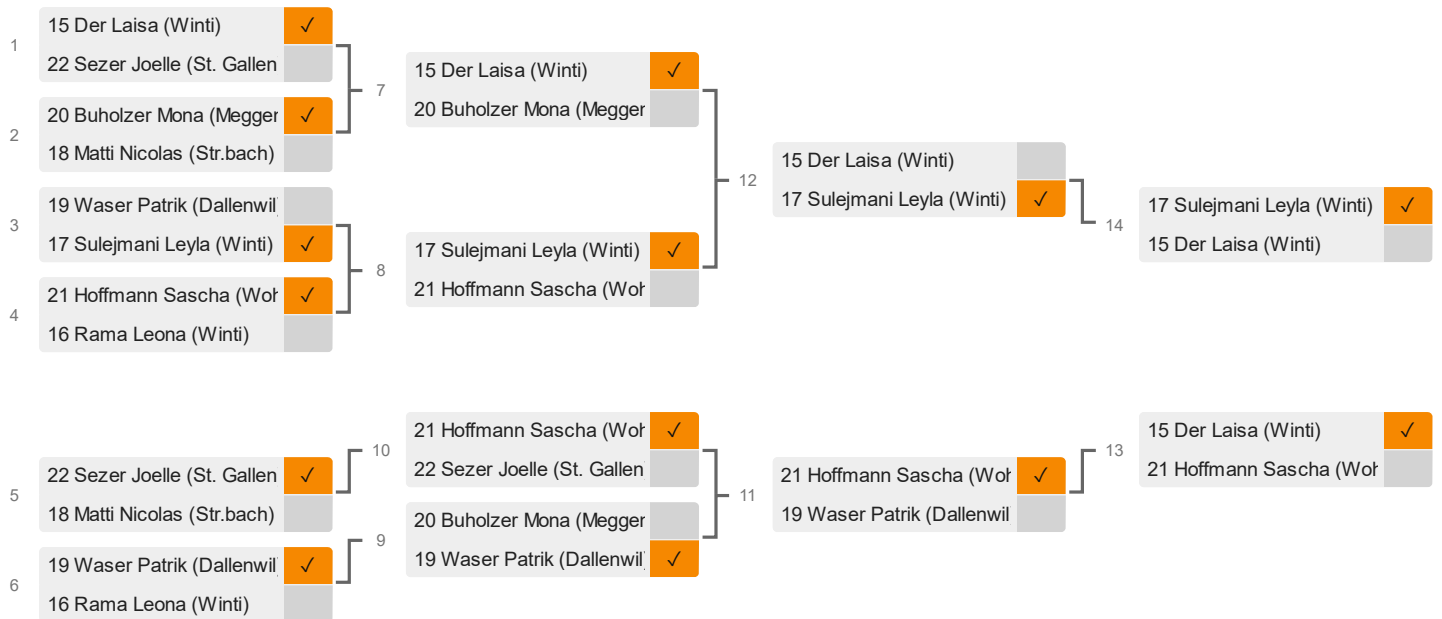 1
15 Der Laisa (Winti) ✓
22 Sezer Joelle (St. Gallen
2
20 Buholzer Mona (Megger ✓
18 Matti Nicolas (Str.bach)
3
19 Waser Patrik (Dallenwil
17 Sulejmani Leyla (Winti) ✓
4
21 Hoffmann Sascha (Woh ✓
16 Rama Leona (Winti)
7
15 Der Laisa (Winti) ✓
20 Buholzer Mona (Megger
8
17 Sulejmani Leyla (Winti) ✓
21 Hoffmann Sascha (Woh
12
15 Der Laisa (Winti)
17 Sulejmani Leyla (Winti) ✓
14
17 Sulejmani Leyla (Winti) ✓
15 Der Laisa (Winti)
5
22 Sezer Joelle (St. Gallen ✓
18 Matti Nicolas (Str.bach)
6
19 Waser Patrik (Dallenwil ✓
16 Rama Leona (Winti)
10
21 Hoffmann Sascha (Woh ✓
22 Sezer Joelle (St. Gallen
9
20 Buholzer Mona (Megger
19 Waser Patrik (Dallenwil ✓
11
21 Hoffmann Sascha (Woh ✓
19 Waser Patrik (Dallenwil
13
15 Der Laisa (Winti) ✓
21 Hoffmann Sascha (Woh